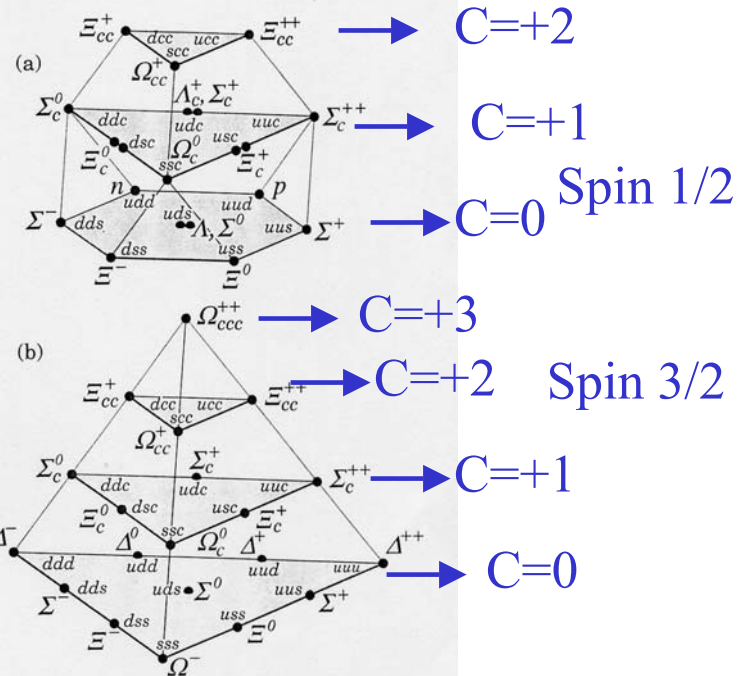 Ξcc+ dcc ucc Ξcc++ C=+2
scc
(a) Ωcc+
Σc0 Λc+, Σc+ Σc++ C=+1
ddc udc uuc
Ξc0 dsc Ωc0 usc Ξc+
ssc
n udd uud p Spin 1/2
Σ− dds uds Λ, Σ0 uus Σ+ C=0
dss uss
Ξ− Ξ0
Ωccc++ C=+3
(b)
Ξcc+ dcc ucc Ξcc++ C=+2 Spin 3/2
scc
Ωcc+
Σc0 Σc+ Σc++ C=+1
ddc udc uuc
Ξc0 dsc usc Ξc+
ssc Ωc0
Δ− Δ0 Δ+ Δ++
ddd udd uud uuu C=0
Σ− dds uds Σ0 uus Σ+
Ξ− dss uss Ξ0
sss
Ω−